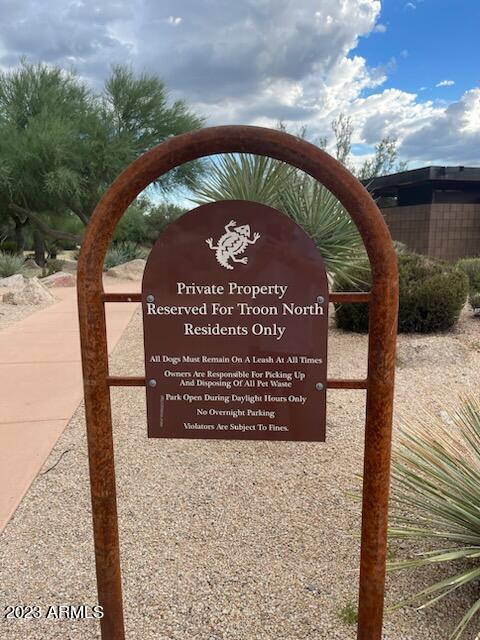 Private Property
Reserved For Troon North
Residents Only
All Dogs Must Remain On A Leash At All Times
Owners Are Responsible For Picking Up
And Disposing Of All Pet Waste
Park Open During Daylight Hours Only
No Overnight Parking
Violators Are Subject To Fines.
2023 ARMLS